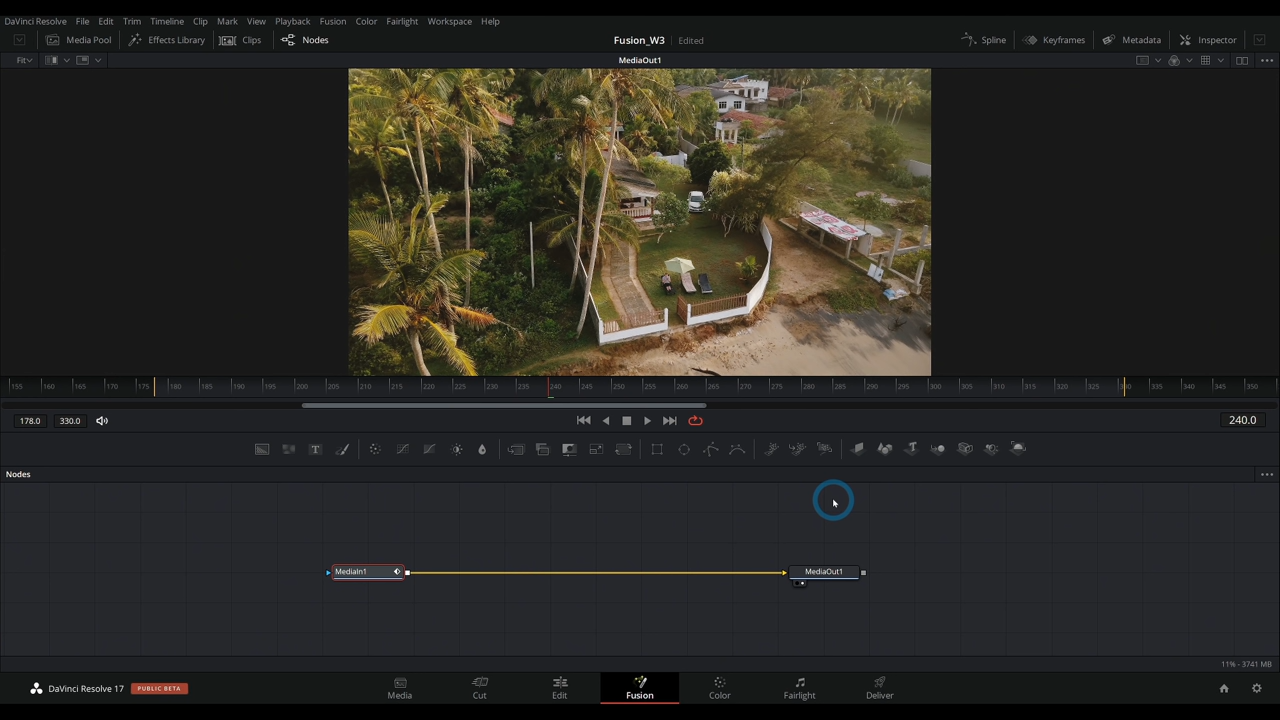 DaVinci Resolve File Edit Trim Timeline Clip Mark View Playback Fusion Color Fairlight Workspace Help
Media Pool Effects Library Clips Nodes Fusion_W3 Edited Spline Keyframes Metadata Inspector
Fit MediaOut1
155 160 165 170 175 180 185 190 195 200 205 210 215 220 225 230 235 240 245 250 255 260 265 270 275 280 285 290 295 300 305 310 315 320 325 330 335 340 345 350
178.0 330.0 240.0
T
Nodes
MediaIn1 MediaOut1
11% - 3741 MB
DaVinci Resolve 17 PUBLIC BETA Media Cut Edit Fusion Color Fairlight Deliver